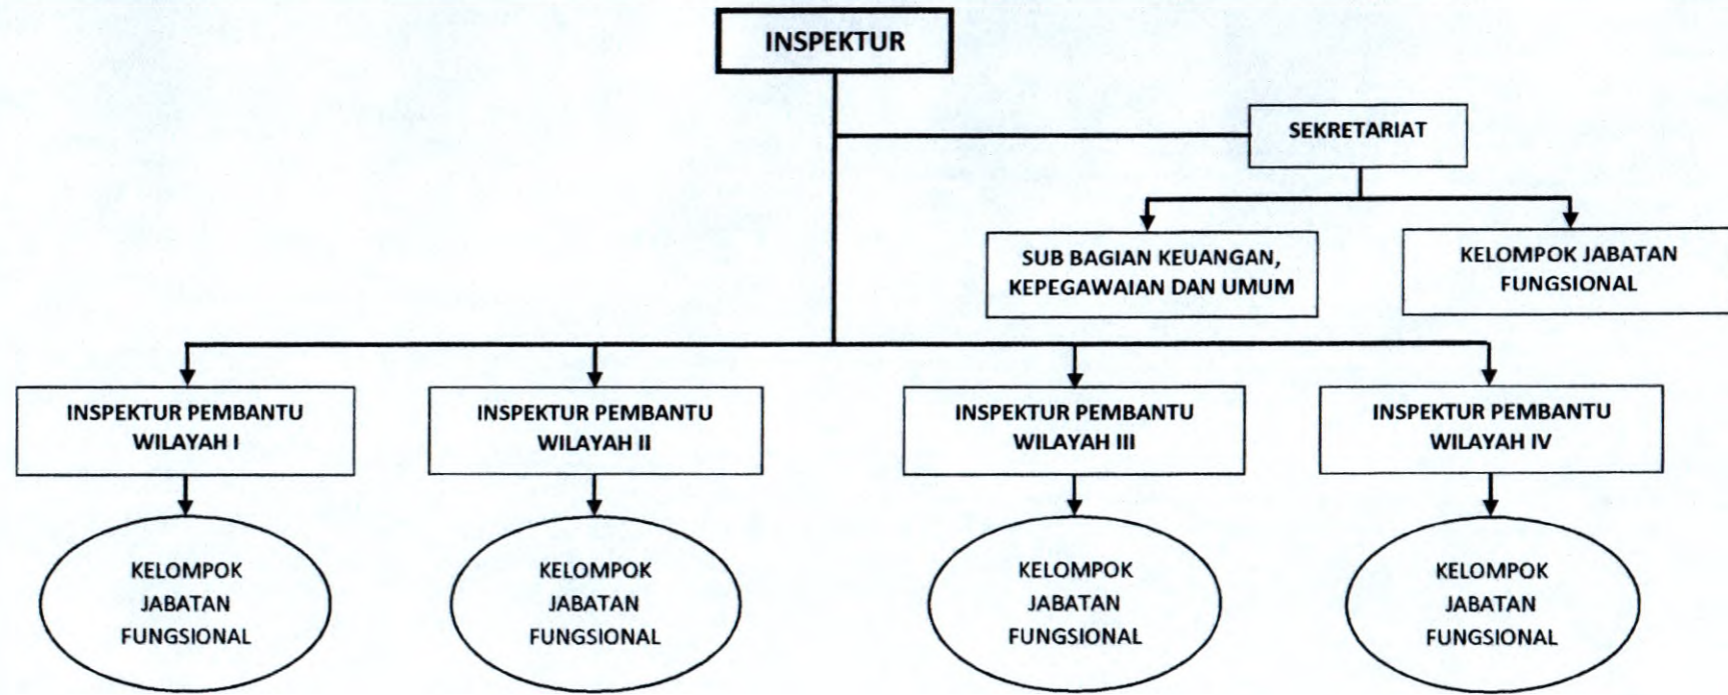 INSPEKTUR
SEKRETARIAT
SUB BAGIAN KEUANGAN,
KEPEGAWAIAN DAN UMUM
KELOMPOK JABATAN
FUNGSIONAL
INSPEKTUR PEMBANTU
WILAYAH I
INSPEKTUR PEMBANTU
WILAYAH II
INSPEKTUR PEMBANTU
WILAYAH III
INSPEKTUR PEMBANTU
WILAYAH IV
KELOMPOK
JABATAN
FUNGSIONAL
KELOMPOK
JABATAN
FUNGSIONAL
KELOMPOK
JABATAN
FUNGSIONAL
KELOMPOK
JABATAN
FUNGSIONAL